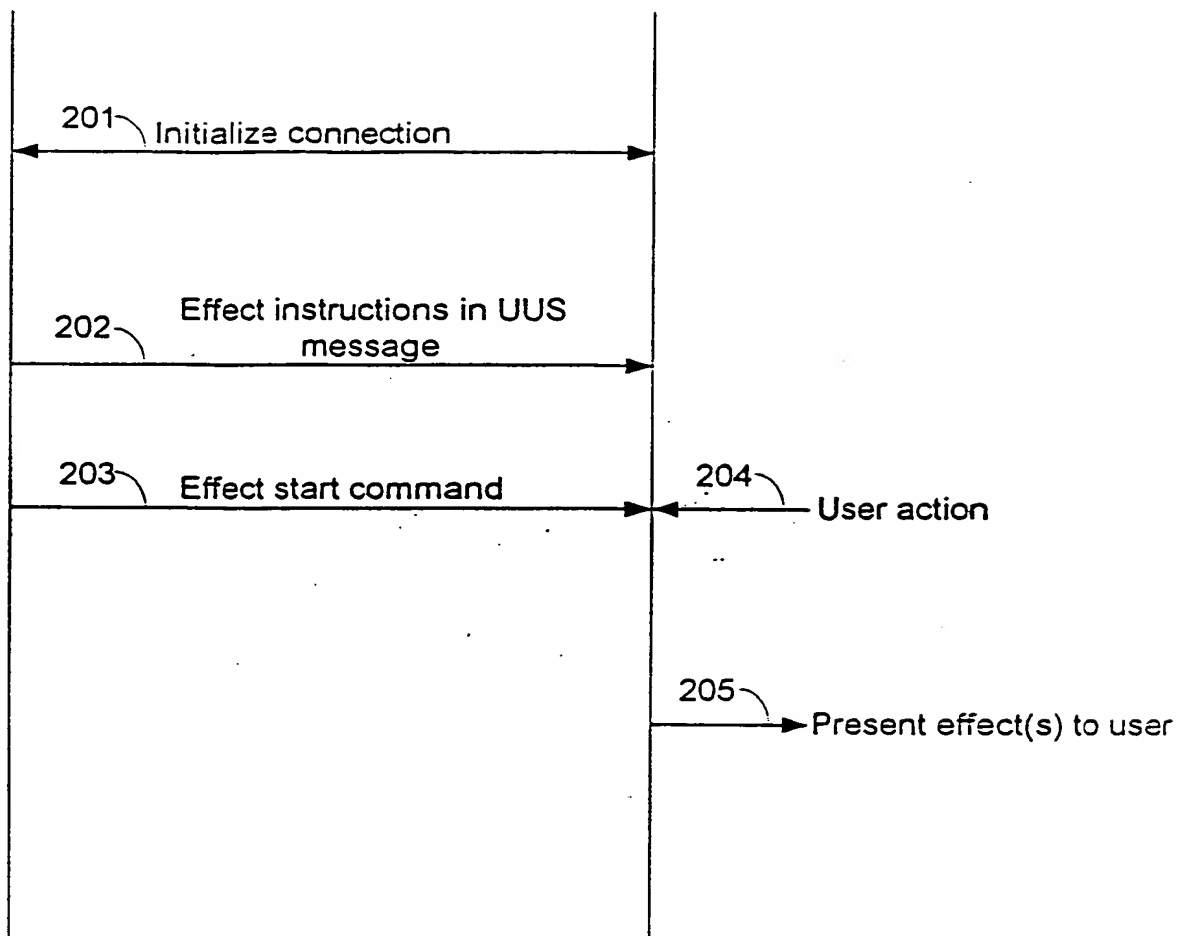 201 Initialize connection
202 Effect instructions in UUS
message
203 Effect start command
204 User action
205 Present effect(s) to user